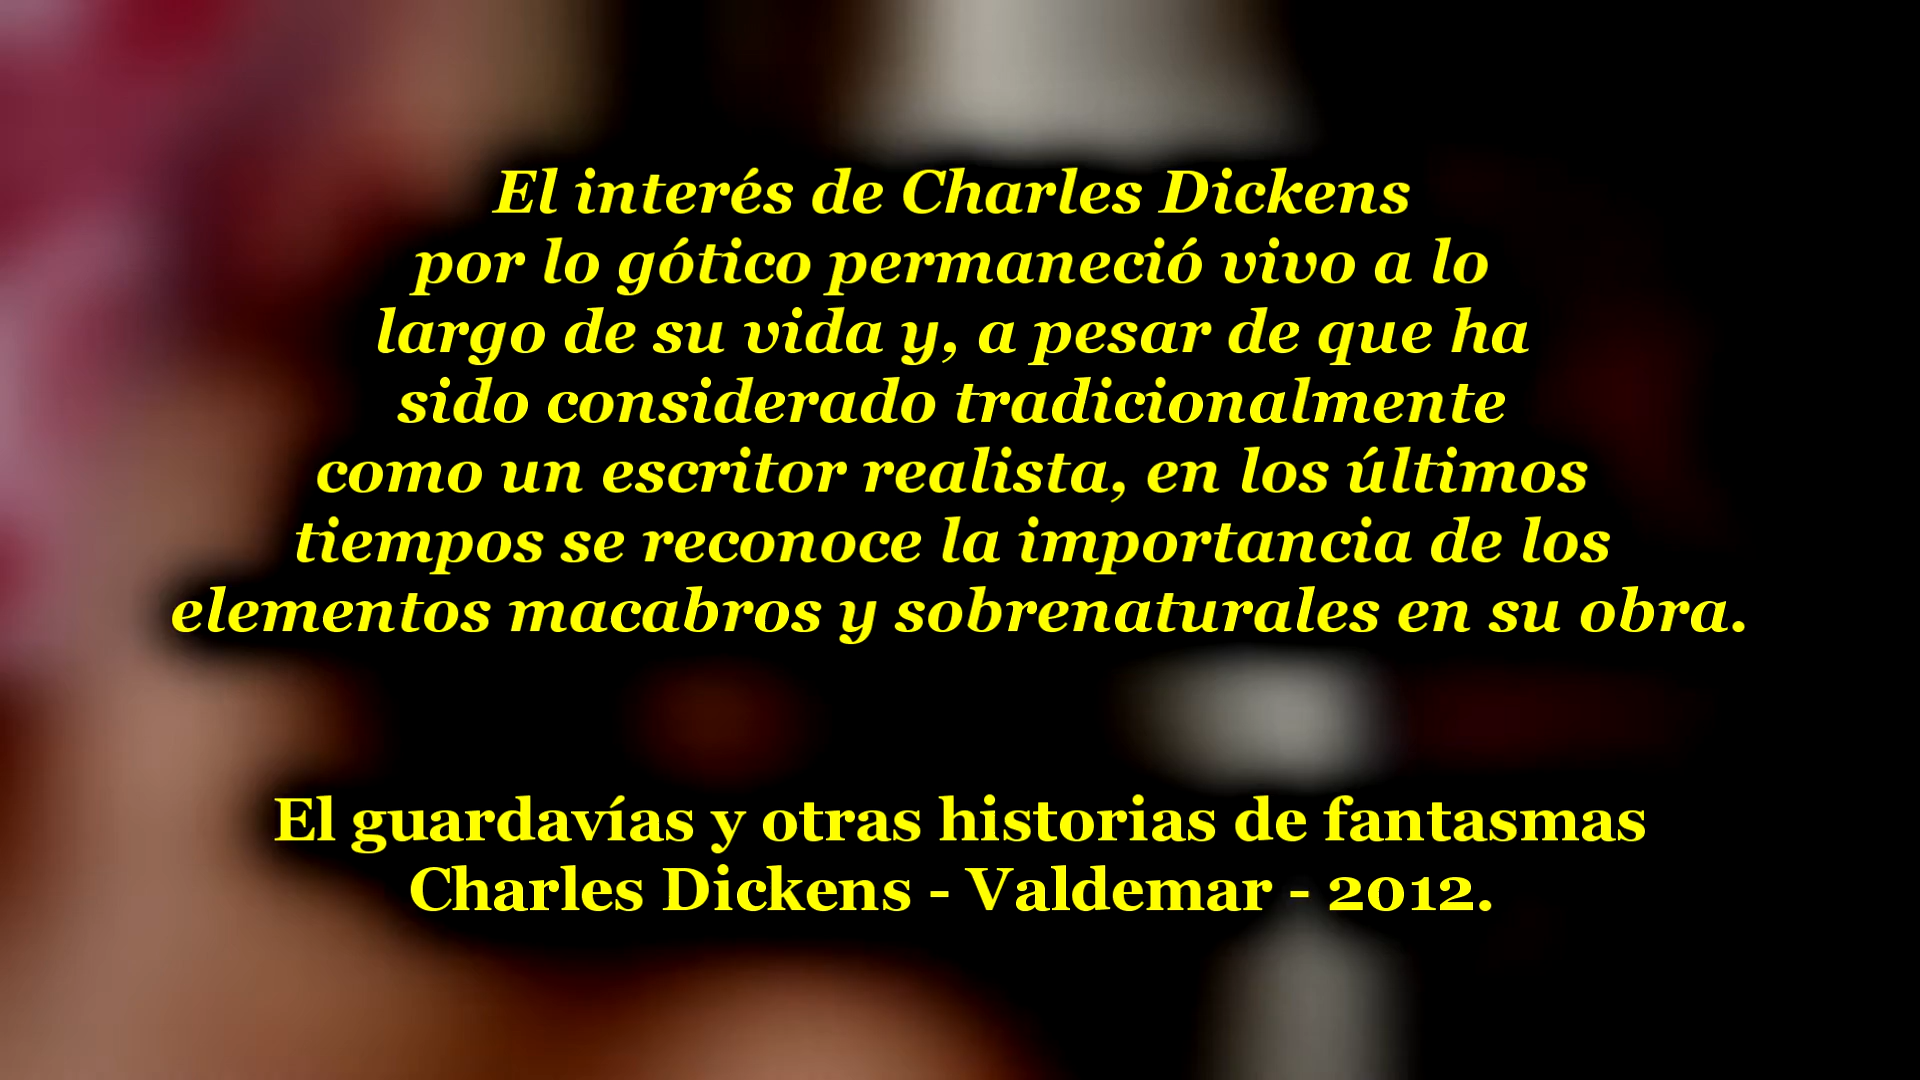 El interés de Charles Dickens
por lo gótico permaneció vivo a lo
largo de su vida y, a pesar de que ha
sido considerado tradicionalmente
como un escritor realista, en los últimos
tiempos se reconoce la importancia de los
elementos macabros y sobrenaturales en su obra.
El guardavías y otras historias de fantasmas
Charles Dickens - Valdemar - 2012.